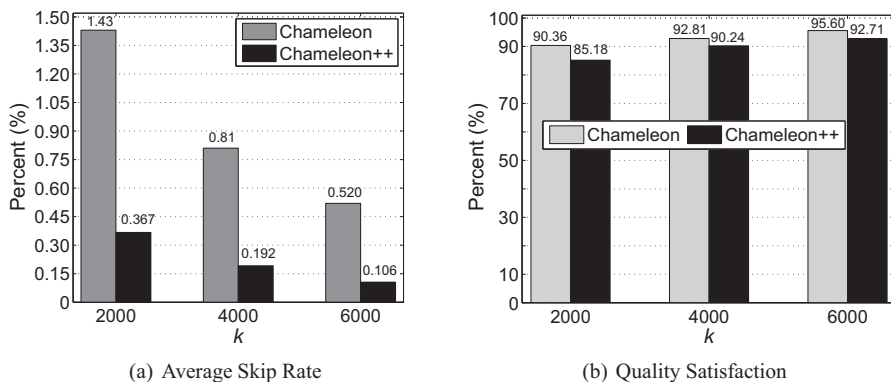 1.50
1.35
1.20
1.05
0.90
0.75
0.60
0.45
0.30
0.15
0
Percent (%)
1.43
0.367
0.81
0.192
0.520
0.106
Chameleon
Chameleon++
2000 4000 6000
k
(a) Average Skip Rate
100
90
70
50
30
10
0
Percent (%)
90.36
85.18
92.81
90.24
95.60
92.71
Chameleon Chameleon++
2000 4000 6000
k
(b) Quality Satisfaction